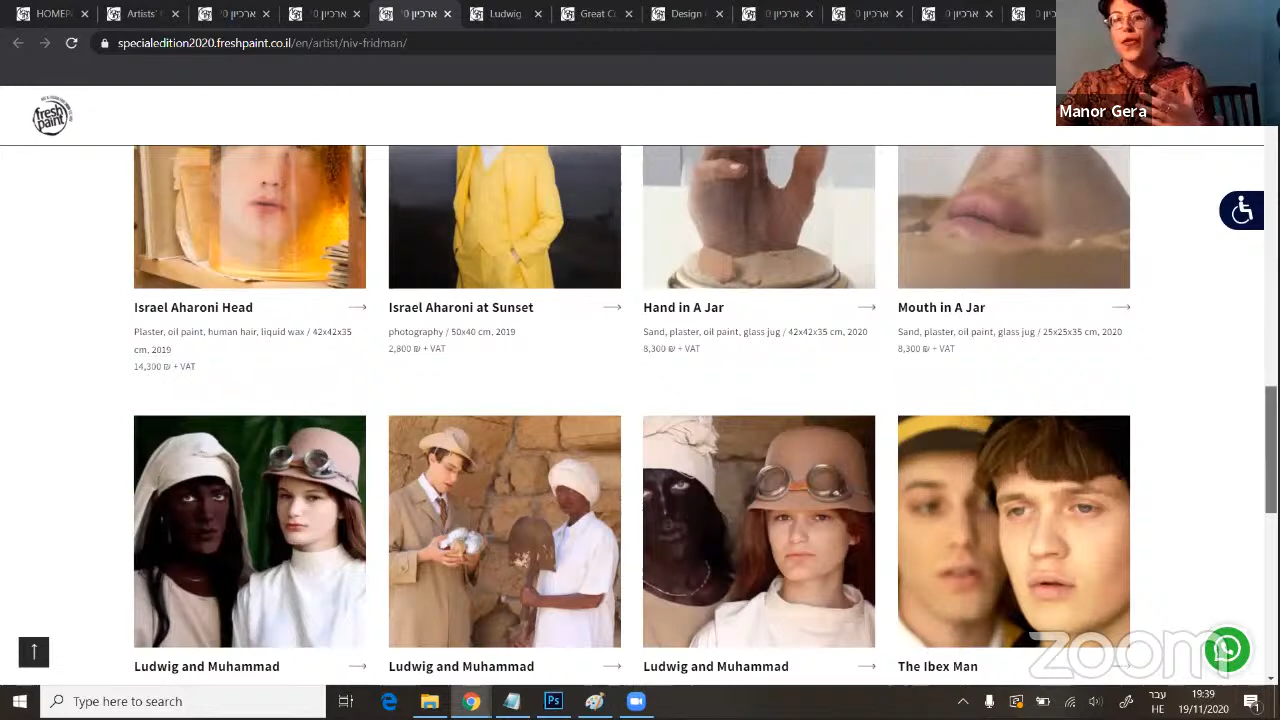 HOMEPA
Artists'
ארכיון
ארכיון
ארכיון
Ludwig
Great C
Design
ארכיון
ארכיון
ארכיון
specialedition2020.freshpaint.co.il/en/artist/niv-fridman/
Manor Gera
fresh
paint
Israel Aharoni Head
Plaster, oil paint, human hair, liquid wax / 42x42x35
cm, 2019
14,300 ₪ + VAT
Israel Aharoni at Sunset
photography / 50x40 cm, 2019
2,800 ₪ + VAT
Hand in A Jar
Sand, plaster, oil paint, glass jug / 42x42x35 cm, 2020
8,300 ₪ + VAT
Mouth in A Jar
Sand, plaster, oil paint, glass jug / 25x25x35 cm, 2020
8,300 ₪ + VAT
Ludwig and Muhammad
Ludwig and Muhammad
Ludwig and Muhammad
The Ibex Man
zoom
Type here to search
Ps
עבר
HE
19:39
19/11/2020